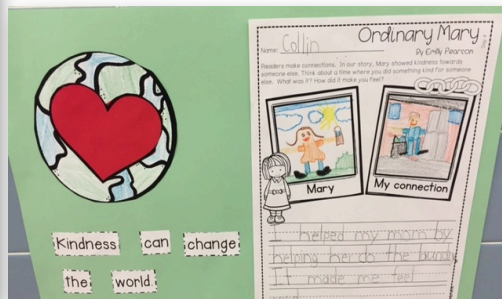 Ordinary Mary
By Emily Pearson
Name: Collin
Readers make connections. In our story, Mary showed kindness towards
someone else. Think about a time where you did something kind for someone
else. What was it? How did it make you feel?
Mary
My connection
Kindness can change
the world.
I helped my mom by
helping her do the laundry
It made me feel